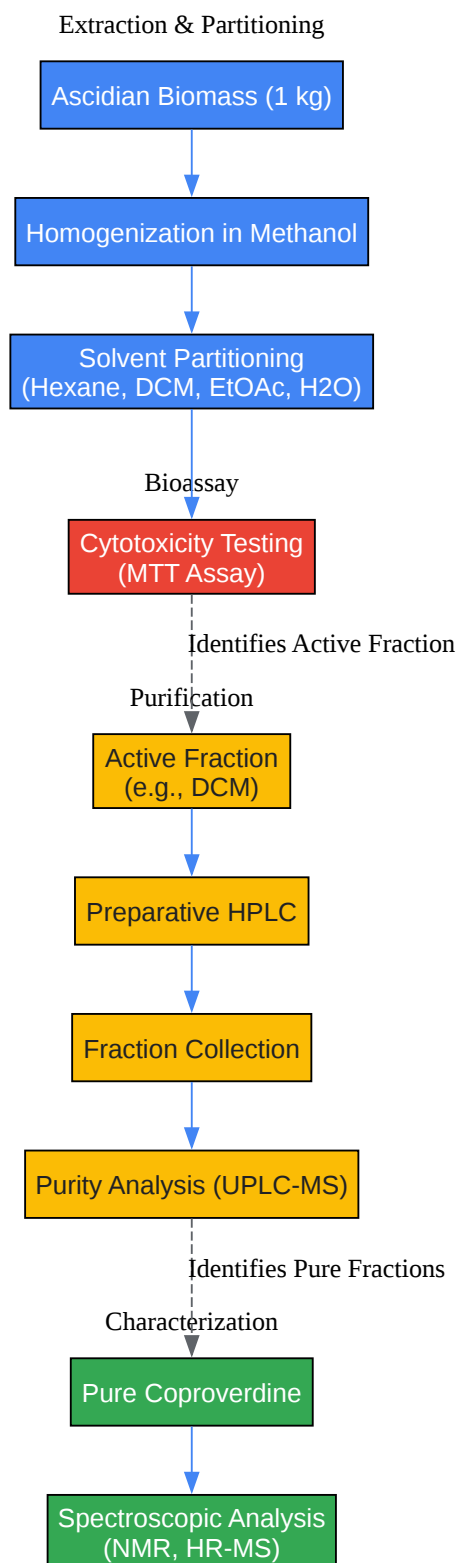 Extraction & Partitioning
Ascidian Biomass (1 kg)
Homogenization in Methanol
Solvent Partitioning
(Hexane, DCM, EtOAc, H2O)
Bioassay
Cytotoxicity Testing
(MTT Assay)
Identifies Active Fraction
Purification
Active Fraction
(e.g., DCM)
Preparative HPLC
Fraction Collection
Purity Analysis (UPLC-MS)
Identifies Pure Fractions
Characterization
Pure Coproverdine
Spectroscopic Analysis
(NMR, HR-MS)